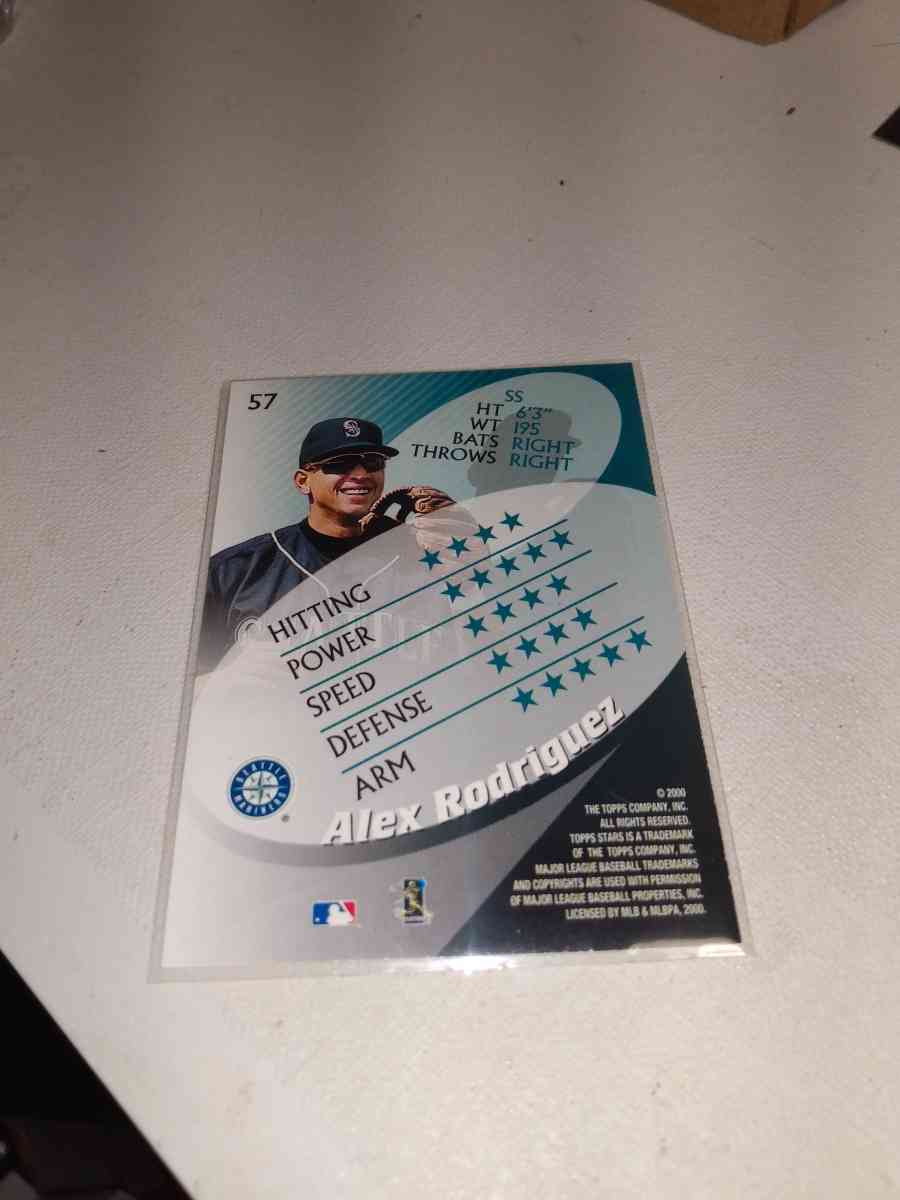 57
SS
HT 6'3"
WT 195
BATS RIGHT
THROWS RIGHT
HITTING ★★★★
POWER ★★★★★
SPEED ★★★★
DEFENSE ★★★★
ARM ★★★★★
SEATTLE
MARINERS
Alex Rodriguez
© 2000
THE TOPPS COMPANY, INC.
ALL RIGHTS RESERVED.
TOPPS STARS IS A TRADEMARK
OF THE TOPPS COMPANY, INC.
MAJOR LEAGUE BASEBALL TRADEMARKS
AND COPYRIGHTS ARE USED WITH PERMISSION
OF MAJOR LEAGUE BASEBALL PROPERTIES, INC.
LICENSED BY MLB & MLBPA, 2000.